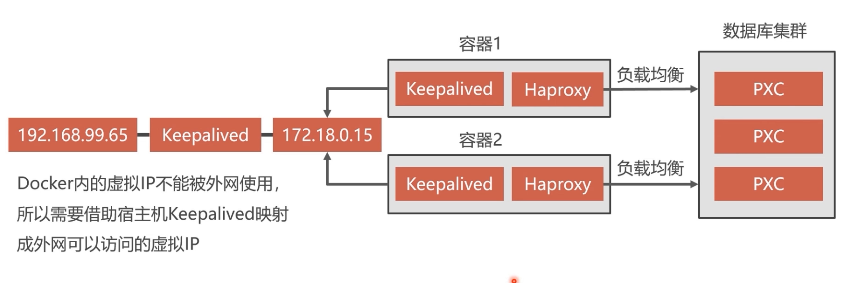 数据库集群
容器1
Keepalived
Haproxy
负载均衡
PXC
192.168.99.65
Keepalived
172.18.0.15
PXC
容器2
Keepalived
Haproxy
负载均衡
PXC
Docker内的虚拟IP不能被外网使用，
所以需要借助宿主机Keepalived映射
成外网可以访问的虚拟IP